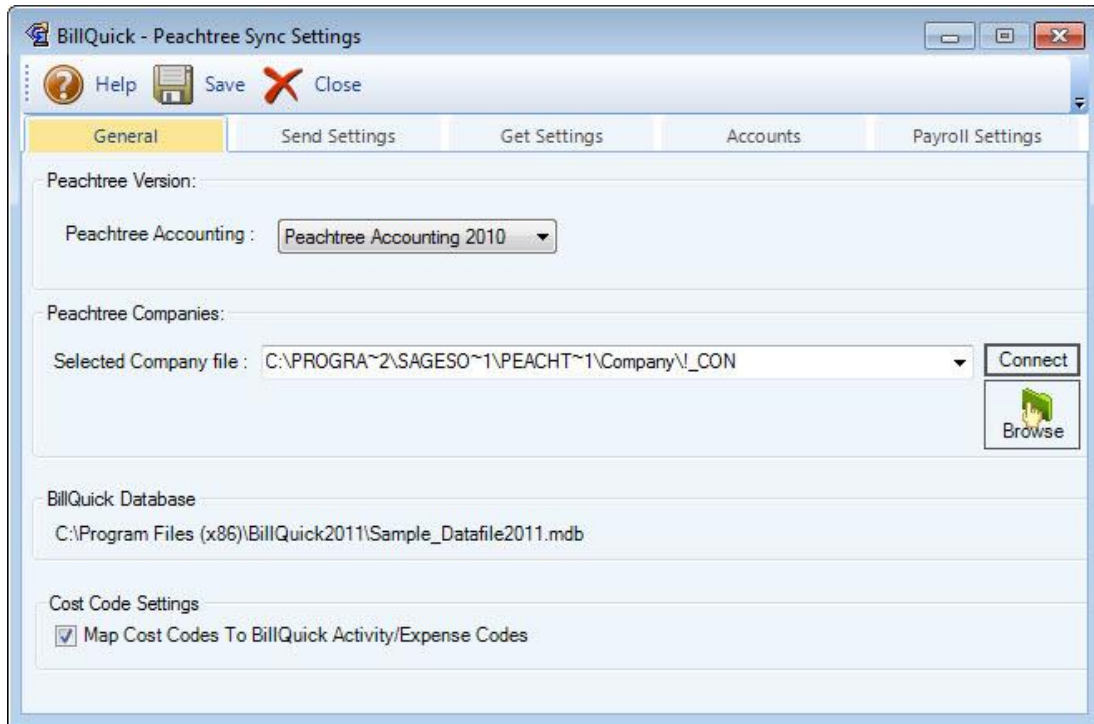 BillQuick - Peachtree Sync Settings
Help Save Close
General Send Settings Get Settings Accounts Payroll Settings
Peachtree Version:
Peachtree Accounting : Peachtree Accounting 2010
Peachtree Companies:
Selected Company file : C:\PROGRA~2\SAGESO~1\PEACHT~1\Company\!_CON Connect
Browse
BillQuick Database
C:\Program Files (x86)\BillQuick2011\Sample_Datafile2011.mdb
Cost Code Settings
Map Cost Codes To BillQuick Activity/Expense Codes